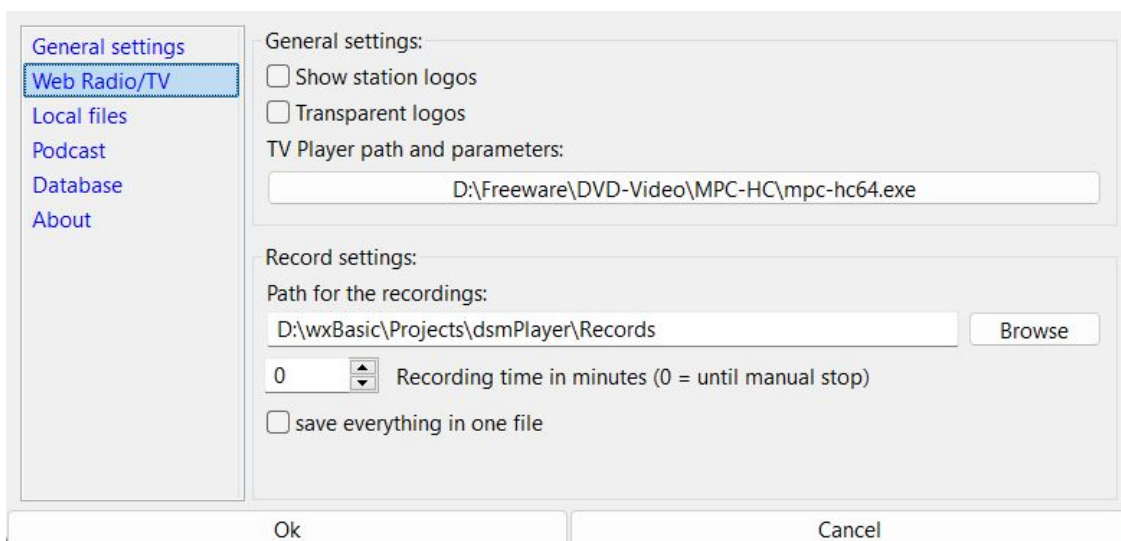 General settings
Web Radio/TV
Local files
Podcast
Database
About
General settings:
Show station logos
Transparent logos
TV Player path and parameters:
D:\Freeware\DVD-Video\MPC-HC\mpc-hc64.exe
Record settings:
Path for the recordings:
D:\wxBasic\Projects\dsmPlayer\Records
Browse
0
Recording time in minutes (0 = until manual stop)
save everything in one file
Ok
Cancel